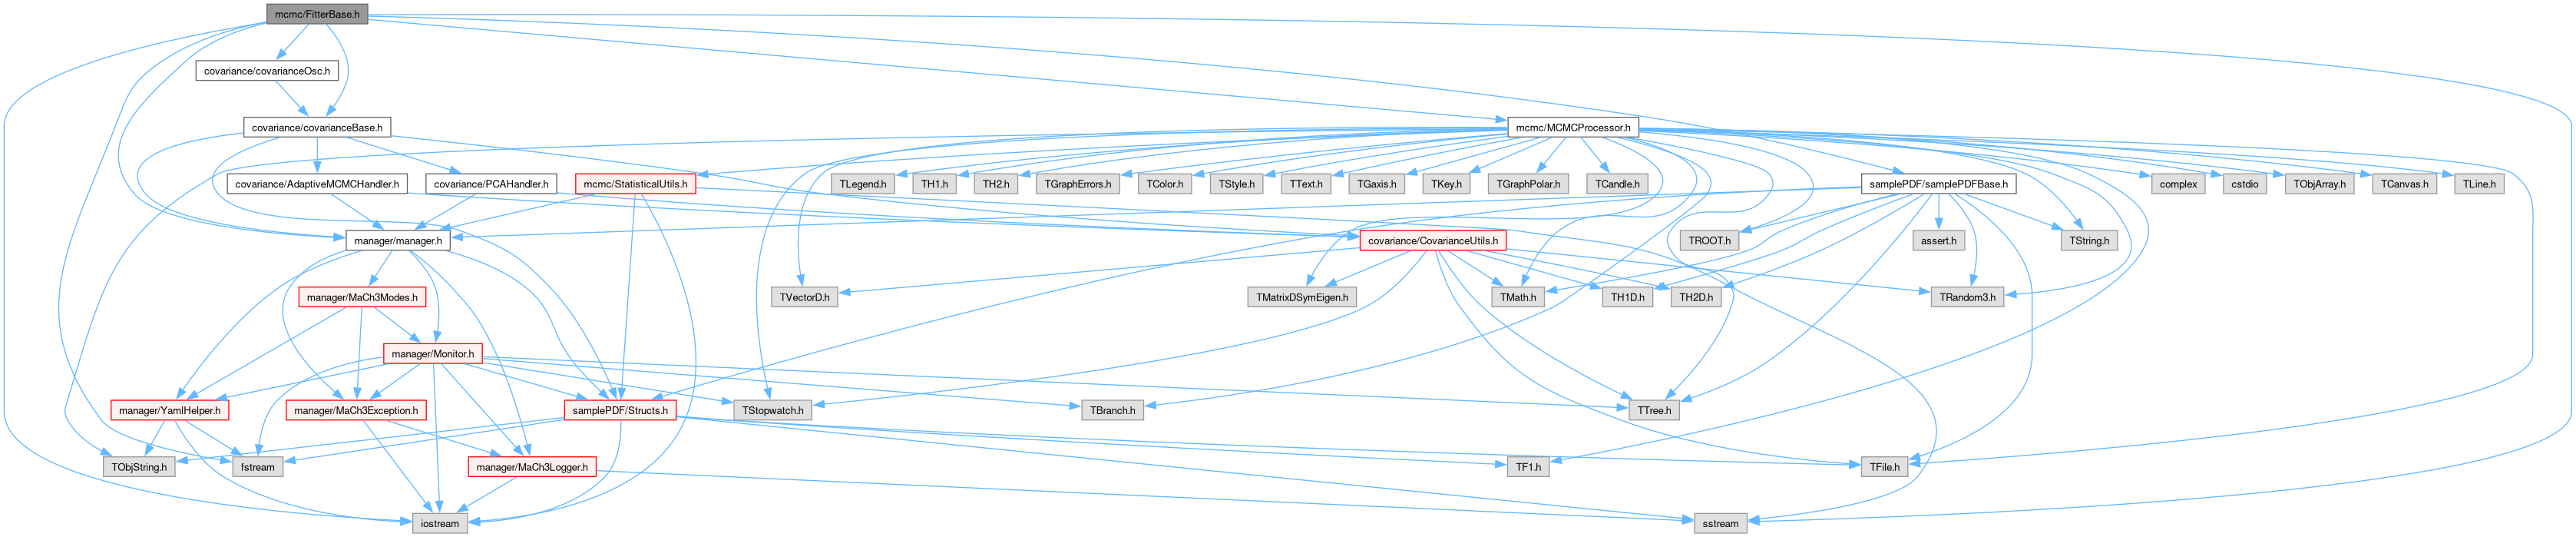 mcmc/FitterBase.h
covariance/covarianceOsc.h
covariance/covarianceBase.h
mcmc/MCMCProcessor.h
covariance/AdaptiveMCMCHandler.h
covariance/PCAHandler.h
mcmc/StatisticalUtils.h
TLegend.h
TH1.h
TH2.h
TGraphErrors.h
TColor.h
TStyle.h
TText.h
TGaxis.h
TKey.h
TGraphPolar.h
TCandle.h
samplePDF/samplePDFBase.h
complex
cstdio
TObjArray.h
TCanvas.h
TLine.h
manager/manager.h
covariance/CovarianceUtils.h
TROOT.h
assert.h
TString.h
manager/MaCh3Modes.h
TVectorD.h
TMatrixDSymEigen.h
TMath.h
TH1D.h
TH2D.h
TRandom3.h
manager/Monitor.h
manager/YamlHelper.h
manager/MaCh3Exception.h
samplePDF/Structs.h
TStopwatch.h
TBranch.h
TTree.h
TObjString.h
fstream
manager/MaCh3Logger.h
TF1.h
TFile.h
iostream
sstream